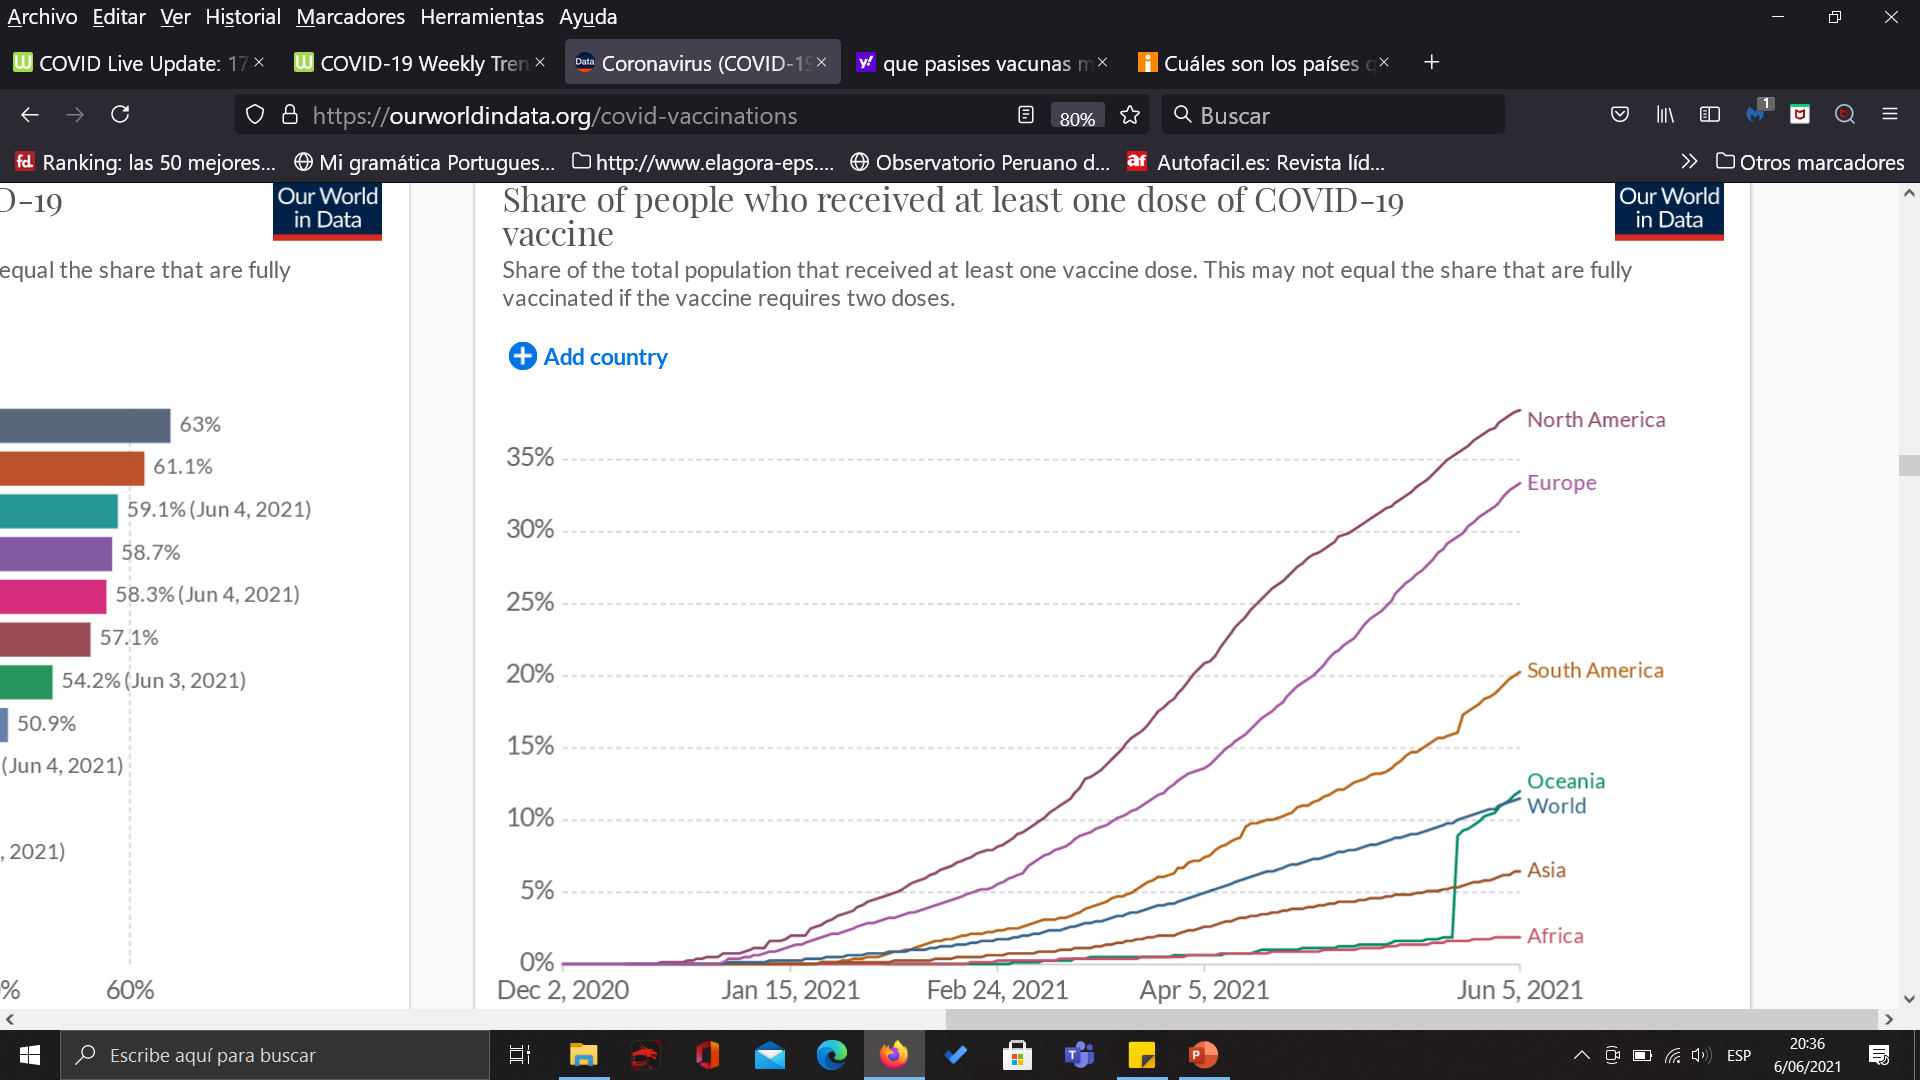 Archivo Editar Ver Historial Marcadores Herramientas Ayuda
COVID Live Update: 17
COVID-19 Weekly Tren
Coronavirus (COVID-19
que pasises vacunas m
Cuáles son los países q
https://ourworldindata.org/covid-vaccinations
80%
Buscar
1
Ranking: las 50 mejores...
Mi gramática Portugues...
http://www.elagora-eps....
Observatorio Peruano d...
Autofacil.es: Revista líd...
Otros marcadores
D-19
Our World
in Data
equal the share that are fully
63%
61.1%
59.1% (Jun 4, 2021)
58.7%
58.3% (Jun 4, 2021)
57.1%
54.2% (Jun 3, 2021)
50.9%
(Jun 4, 2021)
, 2021)
%
60%
Share of people who received at least one dose of COVID-19
vaccine
Our World
in Data
Share of the total population that received at least one vaccine dose. This may not equal the share that are fully
vaccinated if the vaccine requires two doses.
Add country
35%
30%
25%
20%
15%
10%
5%
0%
North America
Europe
South America
Oceania
World
Asia
Africa
Dec 2, 2020
Jan 15, 2021
Feb 24, 2021
Apr 5, 2021
Jun 5, 2021
Escribe aquí para buscar
ESP
20:36
6/06/2021